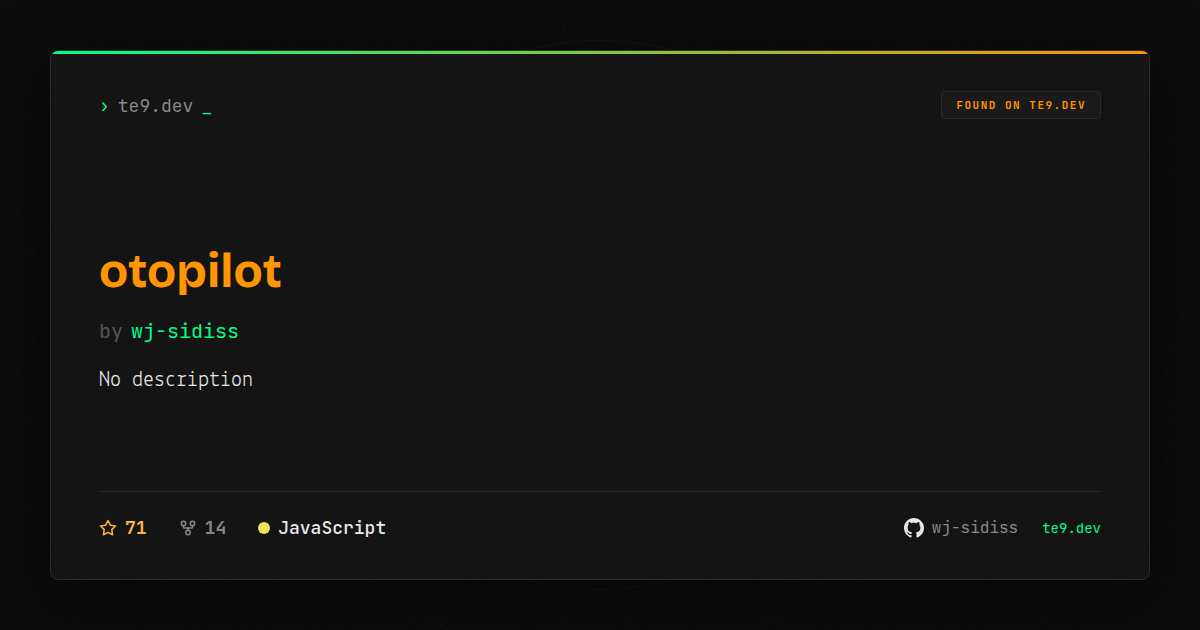 › te9.dev _
FOUND ON TE9.DEV
otopilot
by wj-sidiss
No description
71 14 JavaScript
wj-sidiss te9.dev